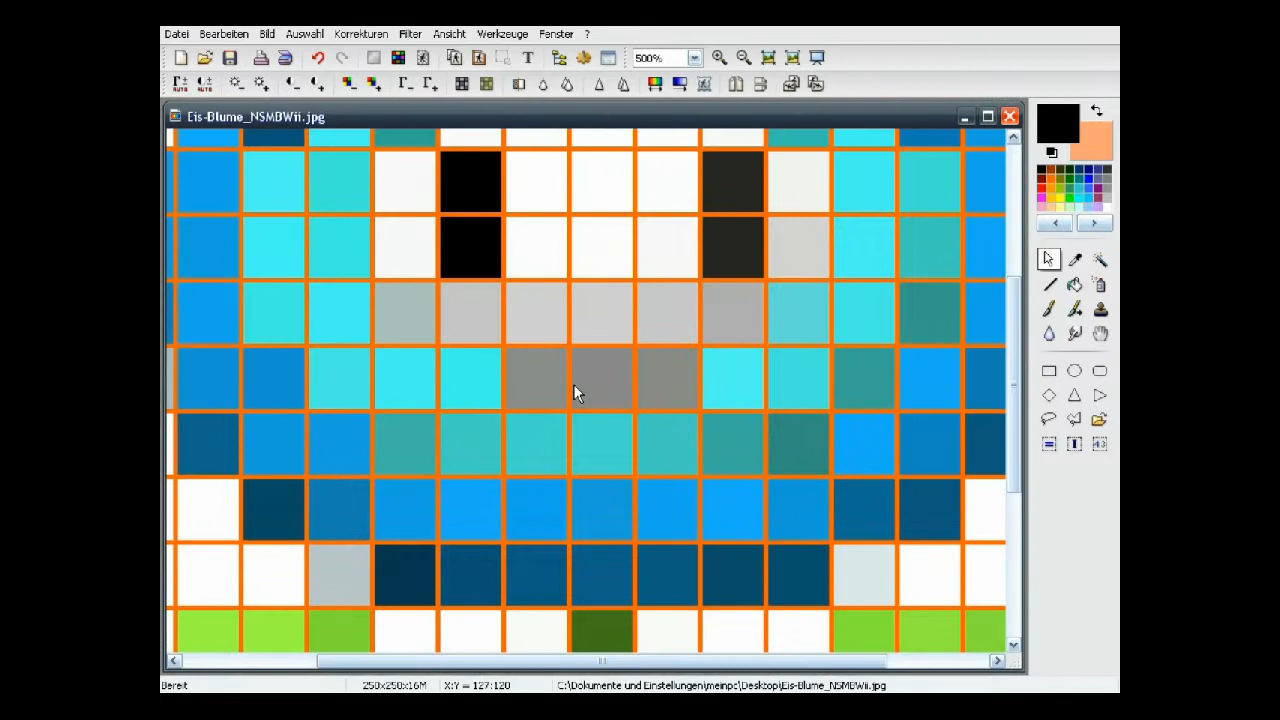 Datei Bearbeiten Bild Auswahl Korrekturen Filter Ansicht Werkzeuge Fenster ?
500%
Eis-Blume_NSMBWii.jpg
Bereit 250x250x16M X:Y = 127:120 C:\Dokumente und Einstellungen\meinpc\Desktop\Eis-Blume_NSMBWii.jpg